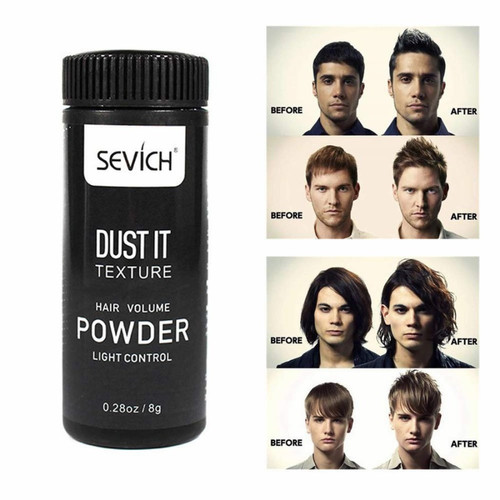 SEVICH®
DUST IT
TEXTURE
HAIR VOLUME
POWDER
LIGHT CONTROL
0.28oz / 8g
BEFORE AFTER
BEFORE AFTER
BEFORE AFTER
BEFORE AFTER